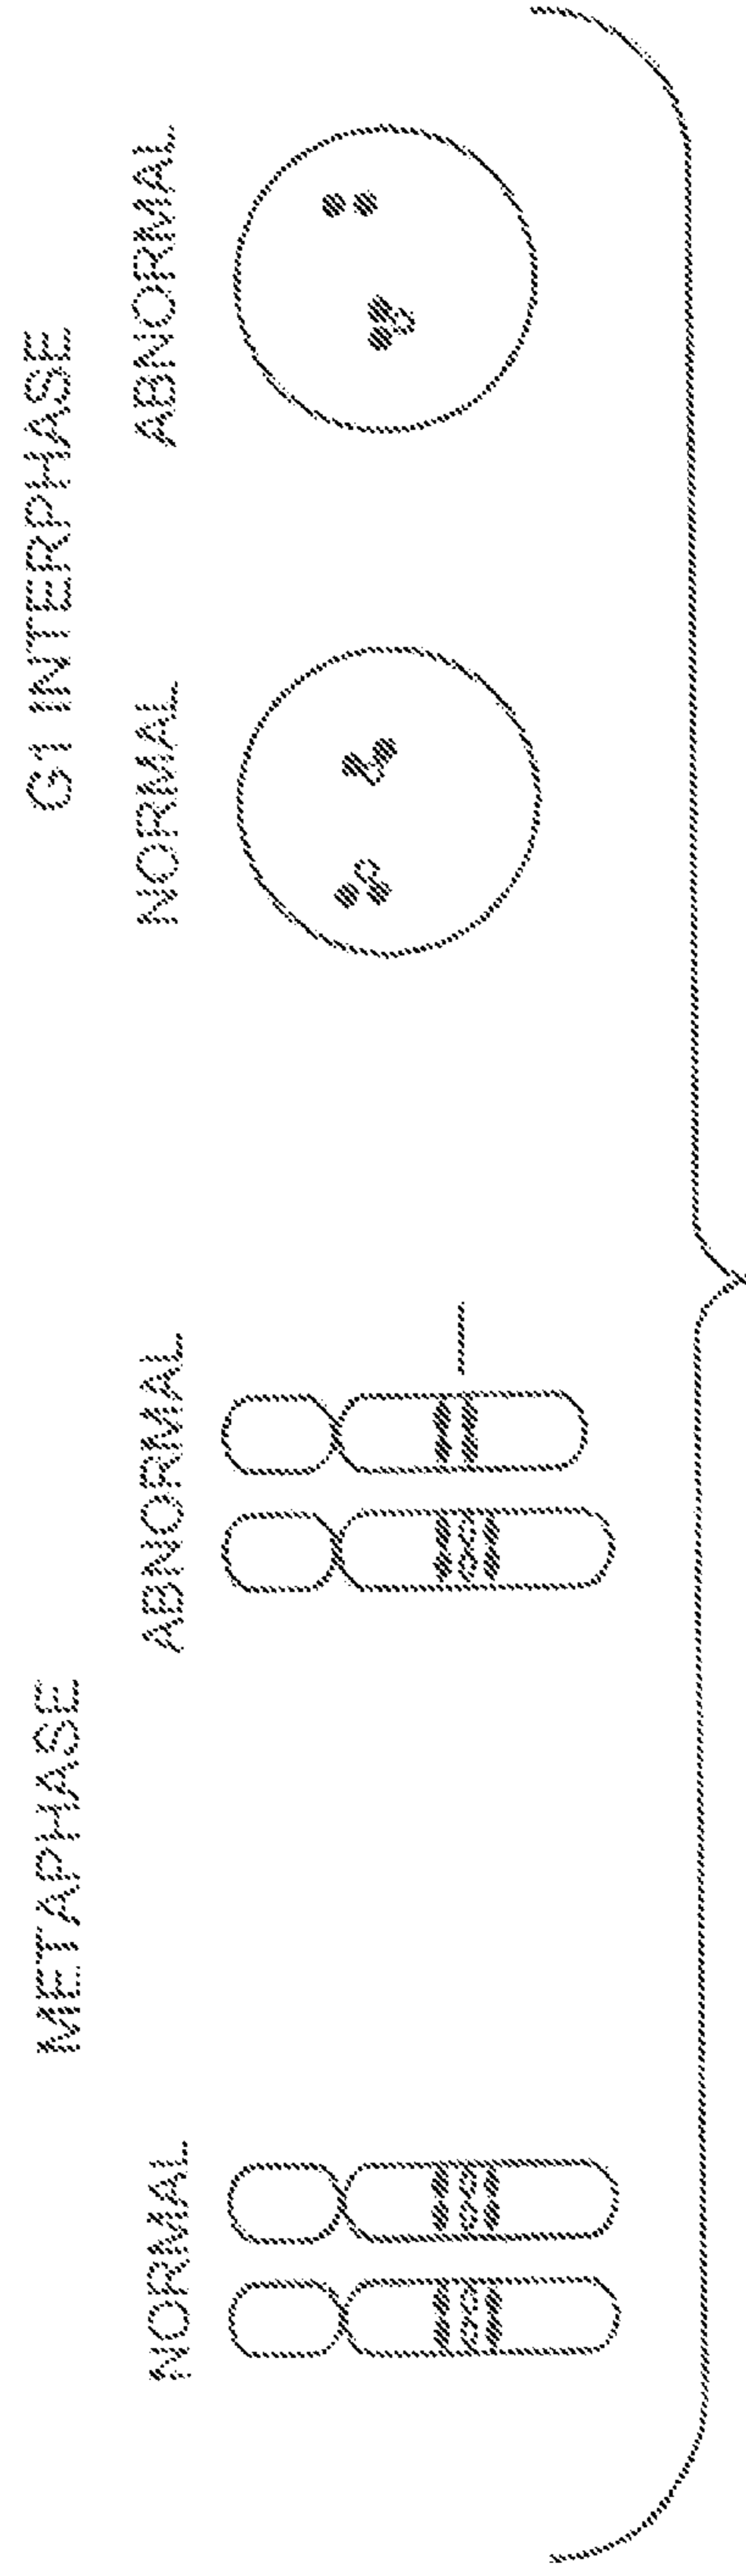 METAPHASE
G1 INTERPHASE
NORMAL
ABNORMAL
NORMAL
ABNORMAL